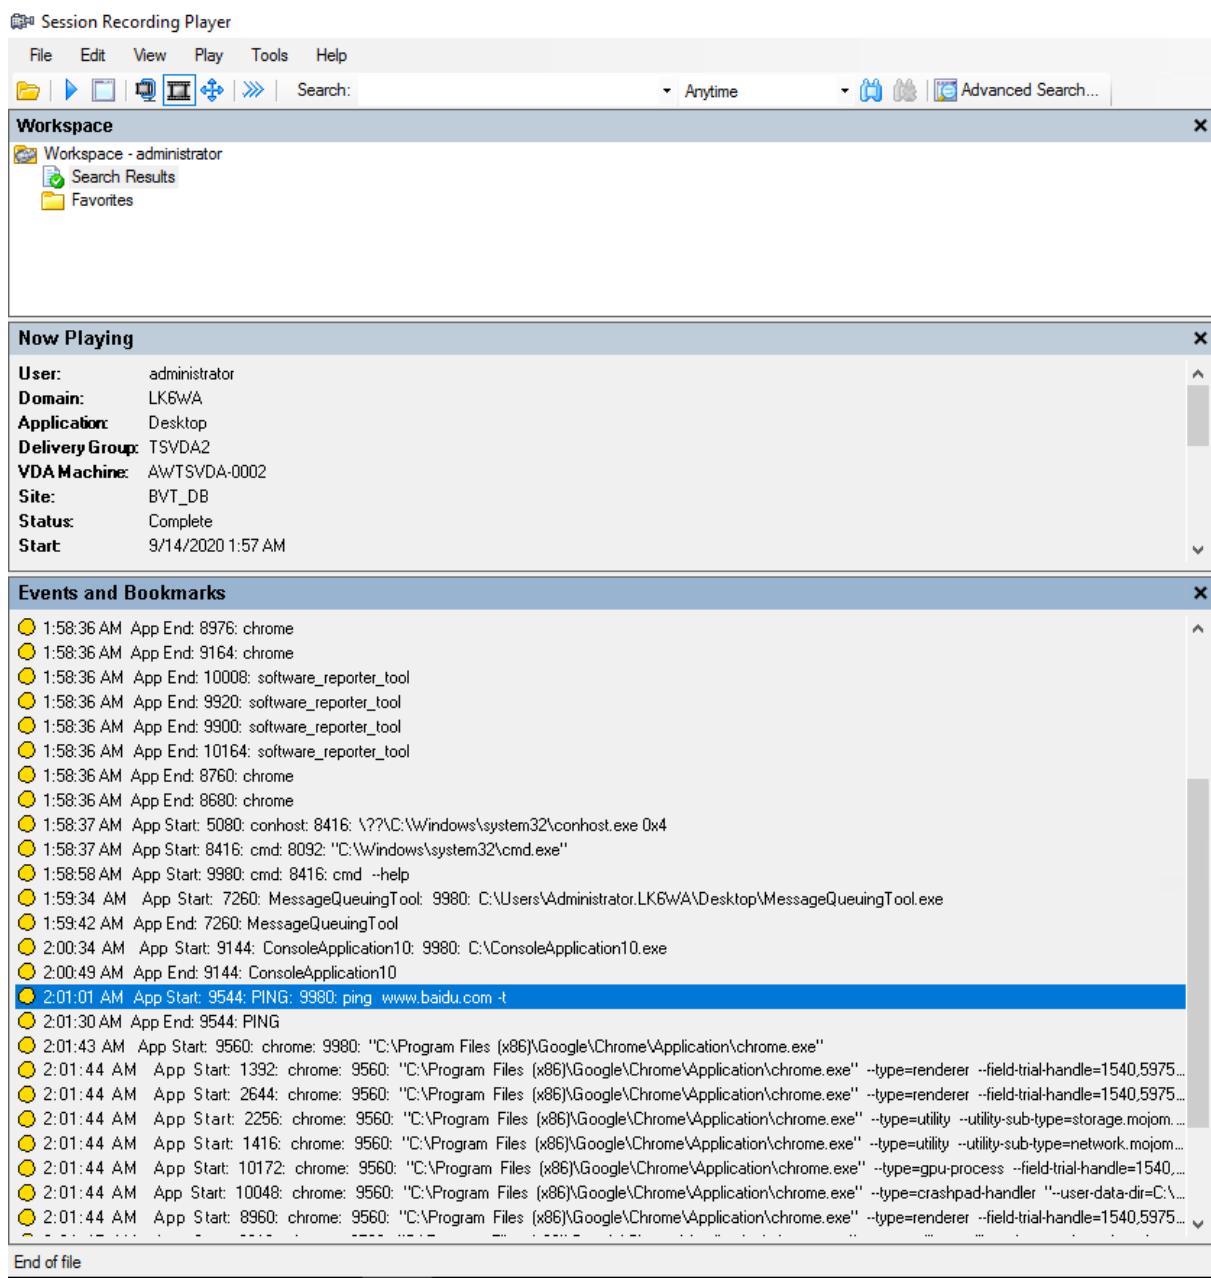 Session Recording Player
File Edit View Play Tools Help
Search: Anytime Advanced Search...
Workspace
Workspace - administrator
Search Results
Favorites
Now Playing
User: administrator
Domain: LK6WA
Application: Desktop
Delivery Group: TSVDA2
VDA Machine: AWTSVDA-0002
Site: BVT_DB
Status: Complete
Start: 9/14/2020 1:57 AM
Events and Bookmarks
1:58:36 AM App End: 8976: chrome
1:58:36 AM App End: 9164: chrome
1:58:36 AM App End: 10008: software_reporter_tool
1:58:36 AM App End: 9920: software_reporter_tool
1:58:36 AM App End: 9900: software_reporter_tool
1:58:36 AM App End: 10164: software_reporter_tool
1:58:36 AM App End: 8760: chrome
1:58:36 AM App End: 8680: chrome
1:58:37 AM App Start: 5080: conhost: 8416: \??\C:\Windows\system32\conhost.exe 0x4
1:58:37 AM App Start: 8416: cmd: 8092: "C:\Windows\system32\cmd.exe"
1:58:58 AM App Start: 9980: cmd: 8416: cmd --help
1:59:34 AM App Start: 7260: MessageQueuingTool: 9980: C:\Users\Administrator.LK6WA\Desktop\MessageQueuingTool.exe
1:59:42 AM App End: 7260: MessageQueuingTool
2:00:34 AM App Start: 9144: ConsoleApplication10: 9980: C:\ConsoleApplication10.exe
2:00:49 AM App End: 9144: ConsoleApplication10
2:01:01 AM App Start: 9544: PING: 9980: ping www.baidu.com -t
2:01:30 AM App End: 9544: PING
2:01:43 AM App Start: 9560: chrome: 9980: "C:\Program Files (x86)\Google\Chrome\Application\chrome.exe"
2:01:44 AM App Start: 1392: chrome: 9560: "C:\Program Files (x86)\Google\Chrome\Application\chrome.exe" --type=renderer --field-trial-handle=1540,5975...
2:01:44 AM App Start: 2644: chrome: 9560: "C:\Program Files (x86)\Google\Chrome\Application\chrome.exe" --type=renderer --field-trial-handle=1540,5975...
2:01:44 AM App Start: 2256: chrome: 9560: "C:\Program Files (x86)\Google\Chrome\Application\chrome.exe" --type=utility --utility-sub-type=storage.mojom....
2:01:44 AM App Start: 1416: chrome: 9560: "C:\Program Files (x86)\Google\Chrome\Application\chrome.exe" --type=utility --utility-sub-type=network.mojom...
2:01:44 AM App Start: 10172: chrome: 9560: "C:\Program Files (x86)\Google\Chrome\Application\chrome.exe" --type=gpu-process --field-trial-handle=1540,...
2:01:44 AM App Start: 10048: chrome: 9560: "C:\Program Files (x86)\Google\Chrome\Application\chrome.exe" --type=crashpad-handler "--user-data-dir=C:\...
2:01:44 AM App Start: 8960: chrome: 9560: "C:\Program Files (x86)\Google\Chrome\Application\chrome.exe" --type=renderer --field-trial-handle=1540,5975...
End of file